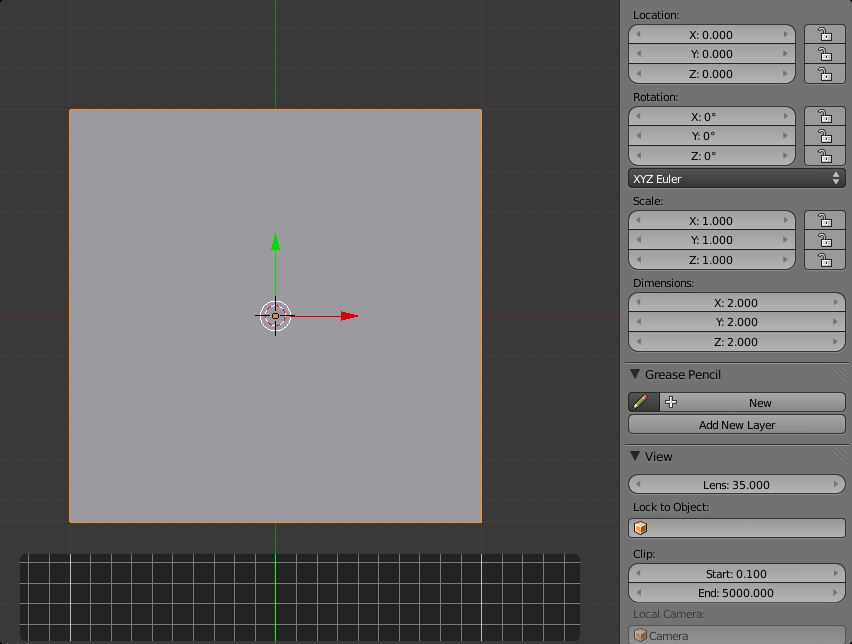 Location:
X: 0.000
Y: 0.000
Z: 0.000
Rotation:
X: 0°
Y: 0°
Z: 0°
XYZ Euler
Scale:
X: 1.000
Y: 1.000
Z: 1.000
Dimensions:
X: 2.000
Y: 2.000
Z: 2.000
Grease Pencil
New
Add New Layer
View
Lens: 35.000
Lock to Object:
Clip:
Start: 0.100
End: 5000.000
Local Camera:
Camera